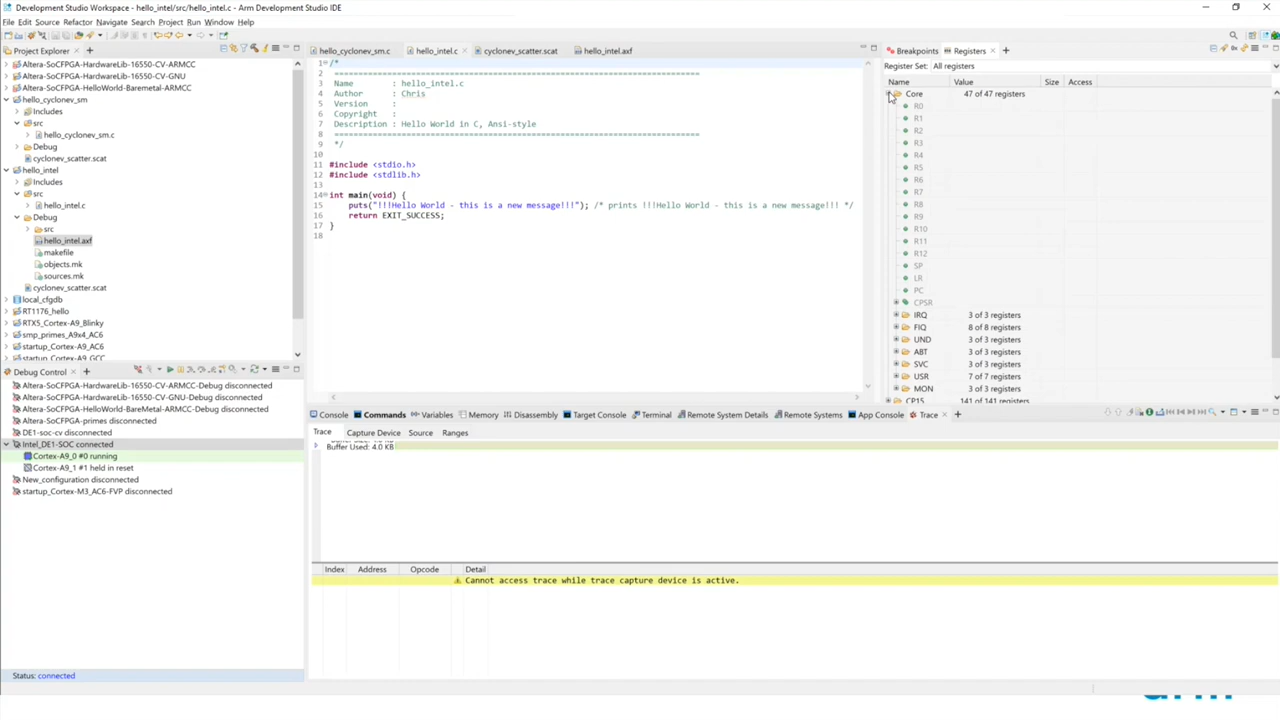 Development Studio Workspace - hello_intel/src/hello_intel.c - Arm Development Studio IDE
File Edit Source Refactor Navigate Search Project Run Window Help
Project Explorer
Altera-SoCFPGA-HardwareLib-16550-CV-ARMCC
Altera-SoCFPGA-HardwareLib-16550-CV-GNU
Altera-SoCFPGA-HelloWorld-Baremetal-ARMCC
hello_cyclonev_sm
Includes
src
hello_cyclonev_sm.c
Debug
cyclonev_scatter.scat
hello_intel
Includes
src
hello_intel.c
Debug
src
hello_intel.axf
makefile
objects.mk
sources.mk
cyclonev_scatter.scat
local_cfgdb
RT1176_hello
RTX5_Cortex-A9_Blinky
smp_primes_A9x4_AC6
startup_Cortex-A9_AC6
startup_Cortex-A9_GCC
Debug Control
Altera-SoCFPGA-HardwareLib-16550-CV-ARMCC-Debug disconnected
Altera-SoCFPGA-HardwareLib-16550-CV-GNU-Debug disconnected
Altera-SoCFPGA-HelloWorld-BareMetal-ARMCC-Debug disconnected
Altera-SoCFPGA-primes disconnected
DE1-soc-cv disconnected
Intel_DE1-SOC connected
Cortex-A9_0 #0 running
Cortex-A9_1 #1 held in reset
New_configuration disconnected
startup_Cortex-M3_AC6-FVP disconnected
Status: connected
hello_cyclonev_sm.c hello_intel.c cyclonev_scatter.scat hello_intel.axf
1 /*
2 ============================================================================
3 Name : hello_intel.c
4 Author : Chris
5 Version :
6 Copyright :
7 Description : Hello World in C, Ansi-style
8 ============================================================================
9 */
10
11 #include <stdio.h>
12 #include <stdlib.h>
13
14 int main(void) {
15 puts("!!!Hello World - this is a new message!!!"); /* prints !!!Hello World - this is a new message!!! */
16 return EXIT_SUCCESS;
17 }
18
Breakpoints Registers
Register Set: All registers
Name Value Size Access
Core 47 of 47 registers
R0
R1
R2
R3
R4
R5
R6
R7
R8
R9
R10
R11
R12
SP
LR
PC
CPSR
IRQ 3 of 3 registers
FIQ 8 of 8 registers
UND 3 of 3 registers
ABT 3 of 3 registers
SVC 3 of 3 registers
USR 7 of 7 registers
MON 3 of 3 registers
CP15 141 of 141 registers
Console Commands Variables Memory Disassembly Target Console Terminal Remote System Details Remote Systems App Console Trace
Trace Capture Device Source Ranges
Buffer Size: 4.0 KB
Buffer Used: 4.0 KB
Index Address Opcode Detail
Cannot access trace while trace capture device is active.
arm